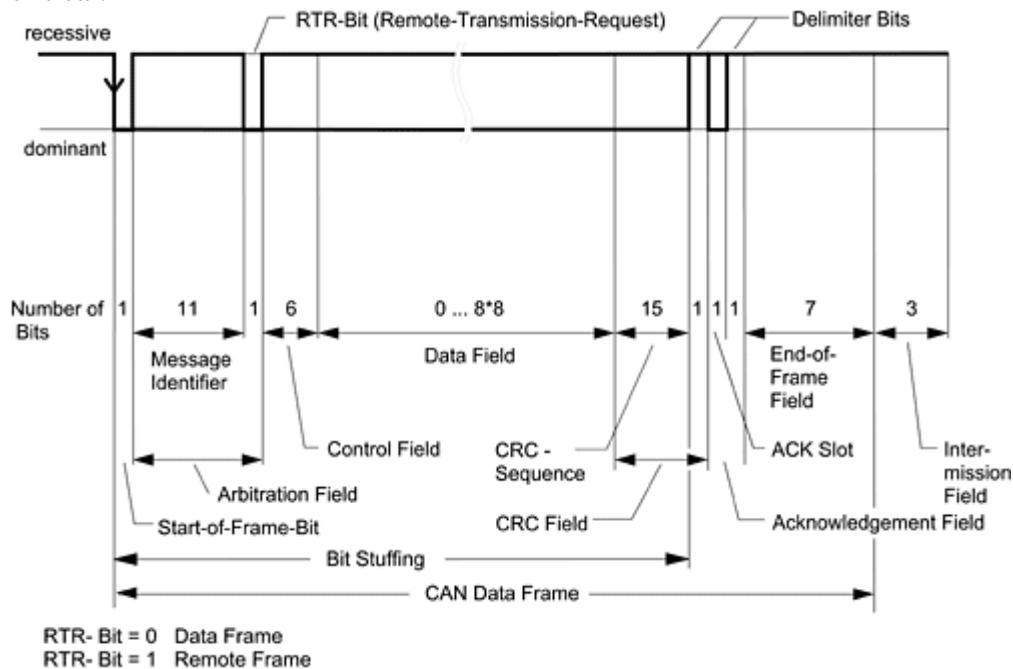 RTR-Bit (Remote-Transmission-Request)
Delimiter Bits
recessive
dominant
Number of Bits
1
11
1
6
0 ... 8*8
15
1
1
1
7
3
Message
Identifier
Data Field
End-of-
Frame
Field
Control Field
CRC -
Sequence
ACK Slot
Inter-
mission
Field
Arbitration Field
Start-of-Frame-Bit
CRC Field
Acknowledgement Field
Bit Stuffing
CAN Data Frame
RTR- Bit = 0 Data Frame
RTR- Bit = 1 Remote Frame